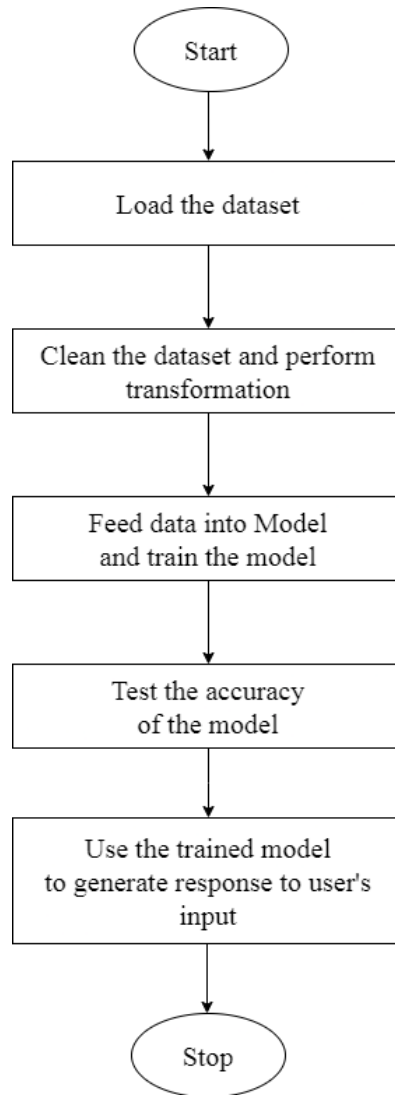 Start
Load the dataset
Clean the dataset and perform
transformation
Feed data into Model
and train the model
Test the accuracy
of the model
Use the trained model
to generate response to user's
input
Stop